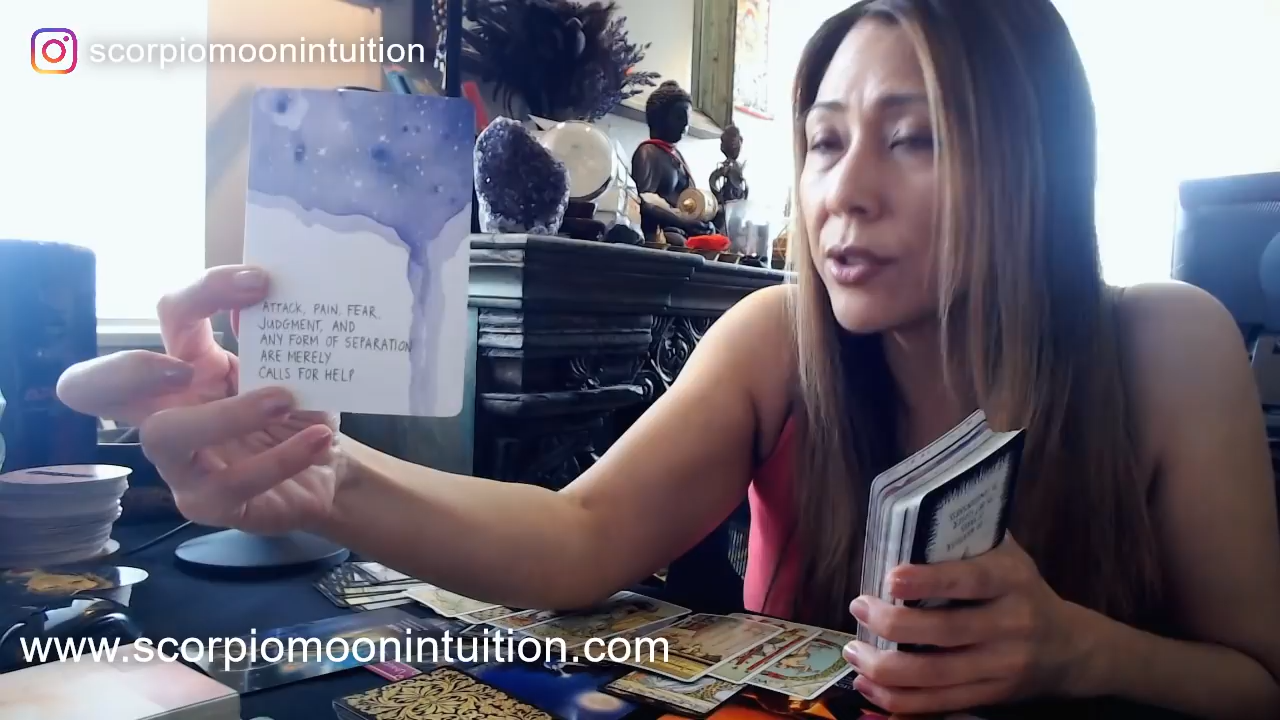 scorpiomoonintuition
ATTACK, PAIN, FEAR,
JUDGMENT, AND
ANY FORM OF SEPARATION
ARE MERELY
CALLS FOR HELP
www.scorpiomoonintuition.com